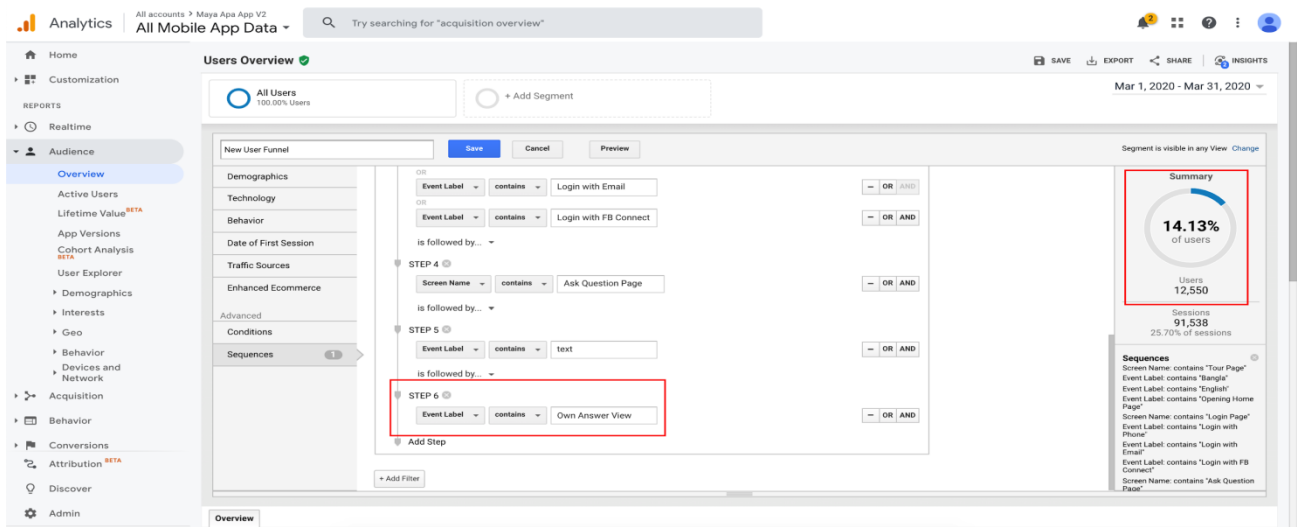 All accounts > Maya Apa App V2
Analytics
All Mobile App Data
Try searching for "acquisition overview"
2
Home
Customization
REPORTS
Realtime
Audience
Overview
Active Users
Lifetime Value BETA
App Versions
Cohort Analysis
BETA
User Explorer
Demographics
Interests
Geo
Behavior
Devices and
Network
Acquisition
Behavior
Conversions
Attribution BETA
Discover
Admin
Users Overview
SAVE
EXPORT
SHARE
INSIGHTS
All Users
100.00% Users
+ Add Segment
Mar 1, 2020 - Mar 31, 2020
New User Funnel
Save
Cancel
Preview
Segment is visible in any View Change
Demographics
Technology
Behavior
Date of First Session
Traffic Sources
Enhanced Ecommerce
Advanced
Conditions
Sequences 1
OR
Event Label contains Login with Email – OR AND
OR
Event Label contains Login with FB Connect – OR AND
is followed by...
STEP 4
Screen Name contains Ask Question Page – OR AND
is followed by...
STEP 5
Event Label contains text – OR AND
is followed by...
STEP 6
Event Label contains Own Answer View – OR AND
Add Step
+ Add Filter
Summary
14.13%
of users
Users
12,550
Sessions
91,538
25.70% of sessions
Sequences
Screen Name: contains "Tour Page"
Event Label: contains "Bangla"
Event Label: contains "English"
Event Label: contains "Opening Home
Page"
Screen Name: contains "Login Page"
Event Label: contains "Login with
Phone"
Event Label: contains "Login with
Email"
Event Label: contains "Login with FB
Connect"
Screen Name: contains "Ask Question
Page"
Overview